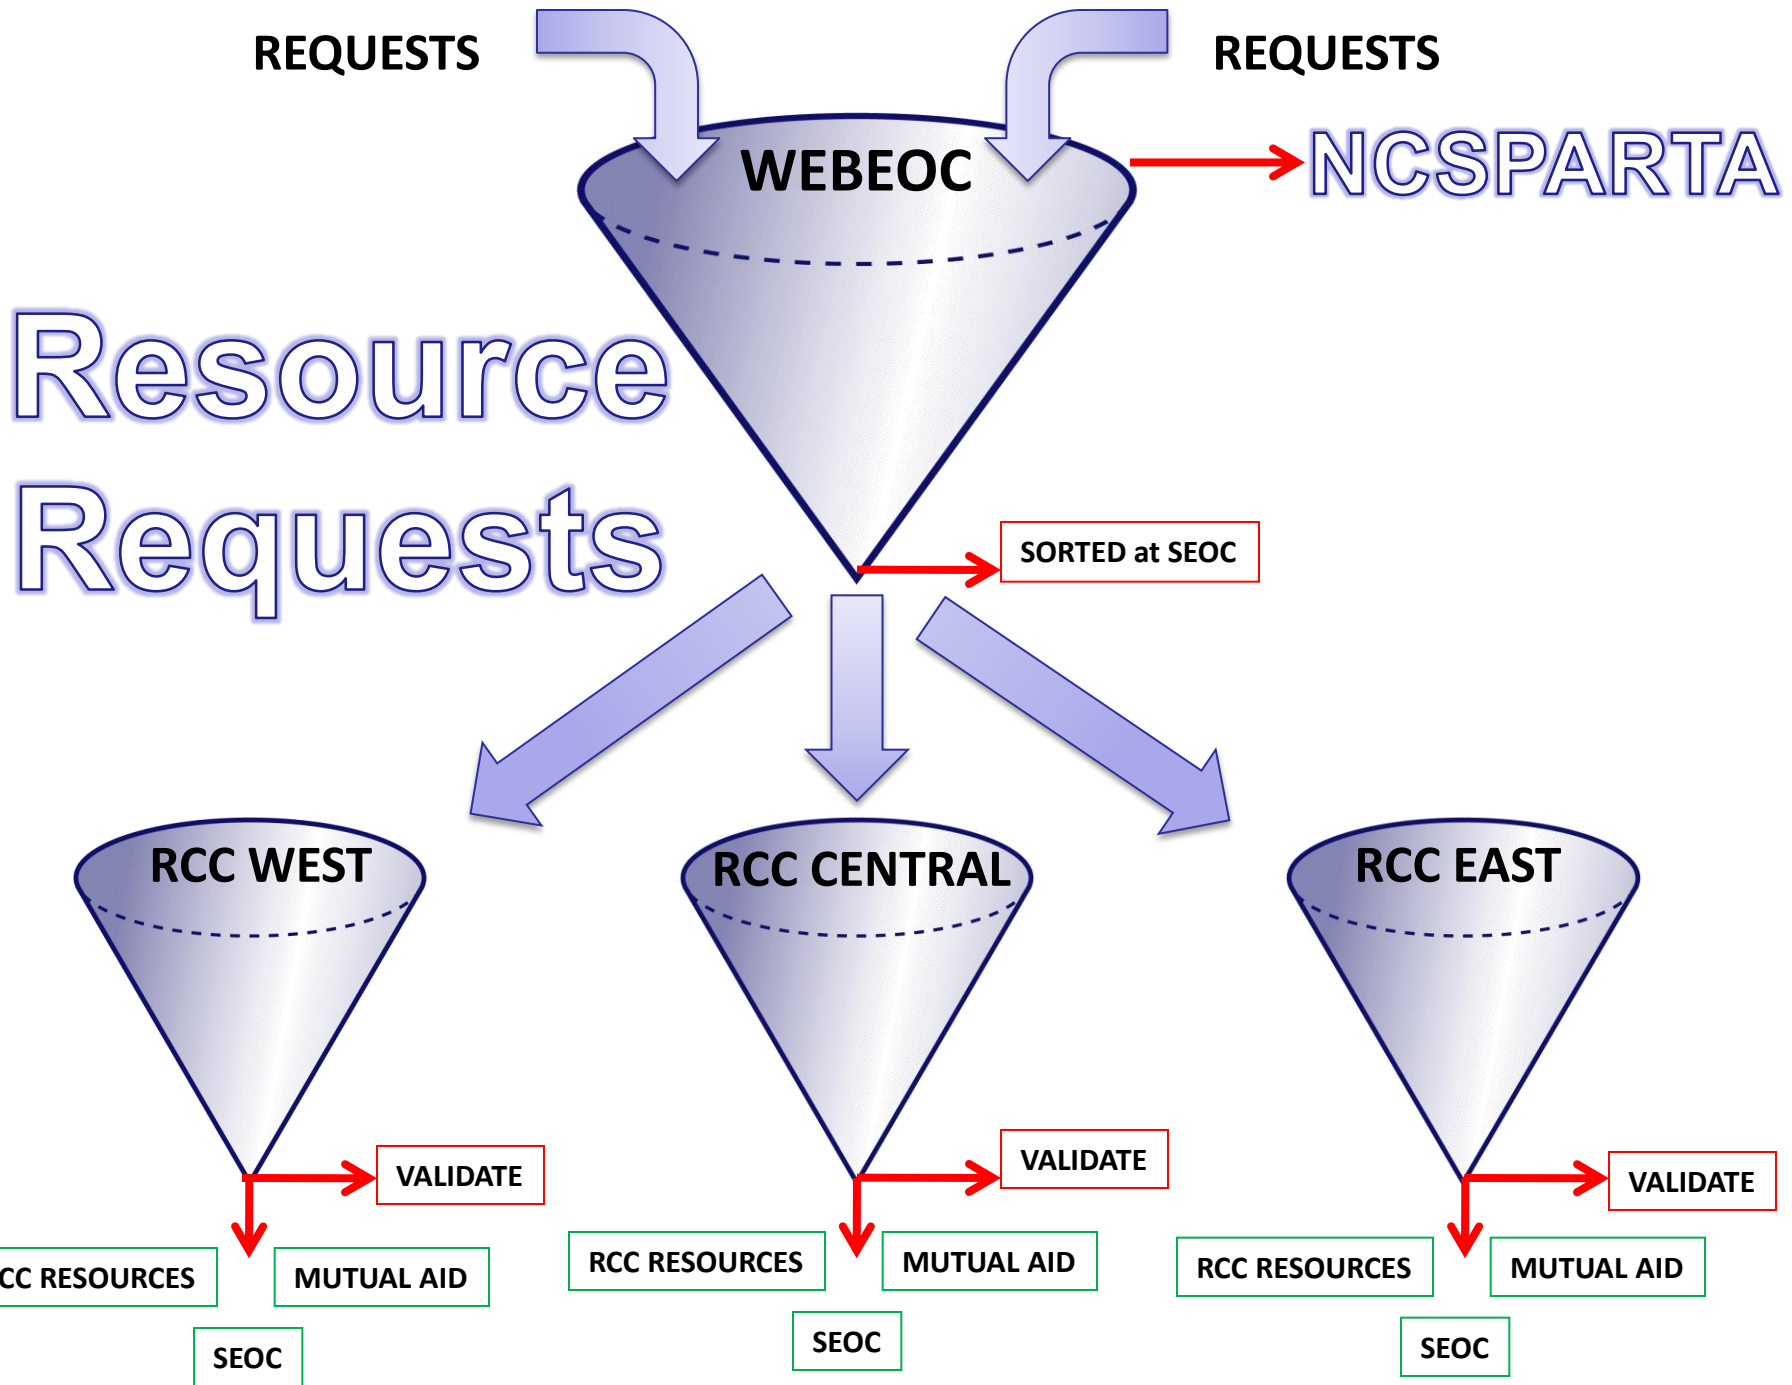 REQUESTS
REQUESTS
WEBEOC
NCSPARTA
Resource
Requests
SORTED at SEOC
RCC WEST
RCC CENTRAL
RCC EAST
VALIDATE
VALIDATE
VALIDATE
CC RESOURCES
MUTUAL AID
RCC RESOURCES
MUTUAL AID
RCC RESOURCES
MUTUAL AID
SEOC
SEOC
SEOC